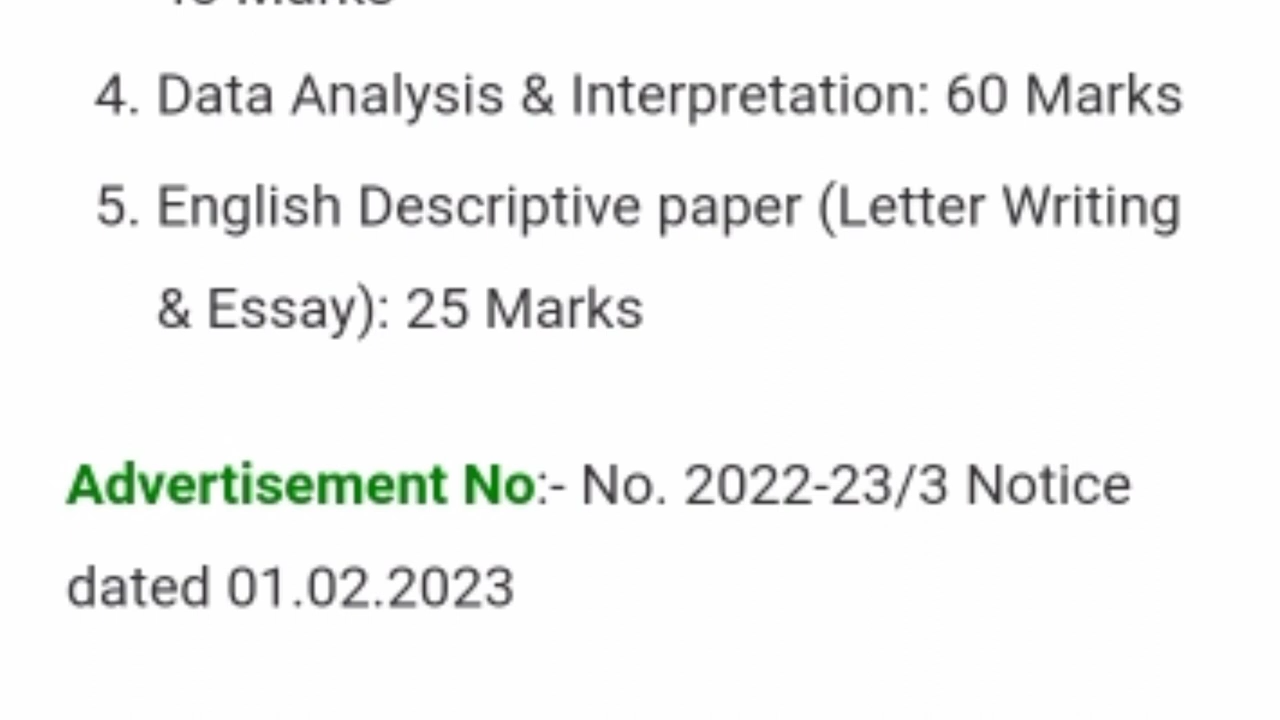 Marks
4. Data Analysis & Interpretation: 60 Marks
5. English Descriptive paper (Letter Writing
& Essay): 25 Marks
Advertisement No:- No. 2022-23/3 Notice
dated 01.02.2023